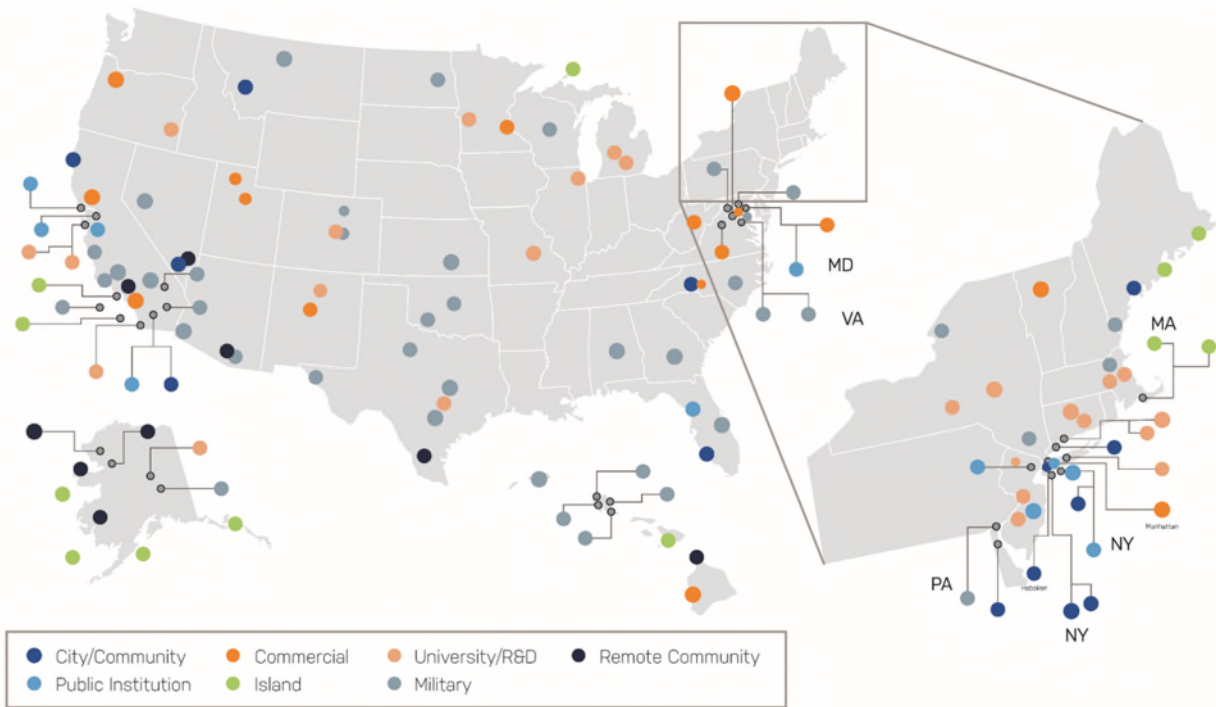 MD
VA
MA
Manhattan
NY
PA
Hoboken
NY
City/Community
Commercial
University/R&D
Remote Community
Public Institution
Island
Military